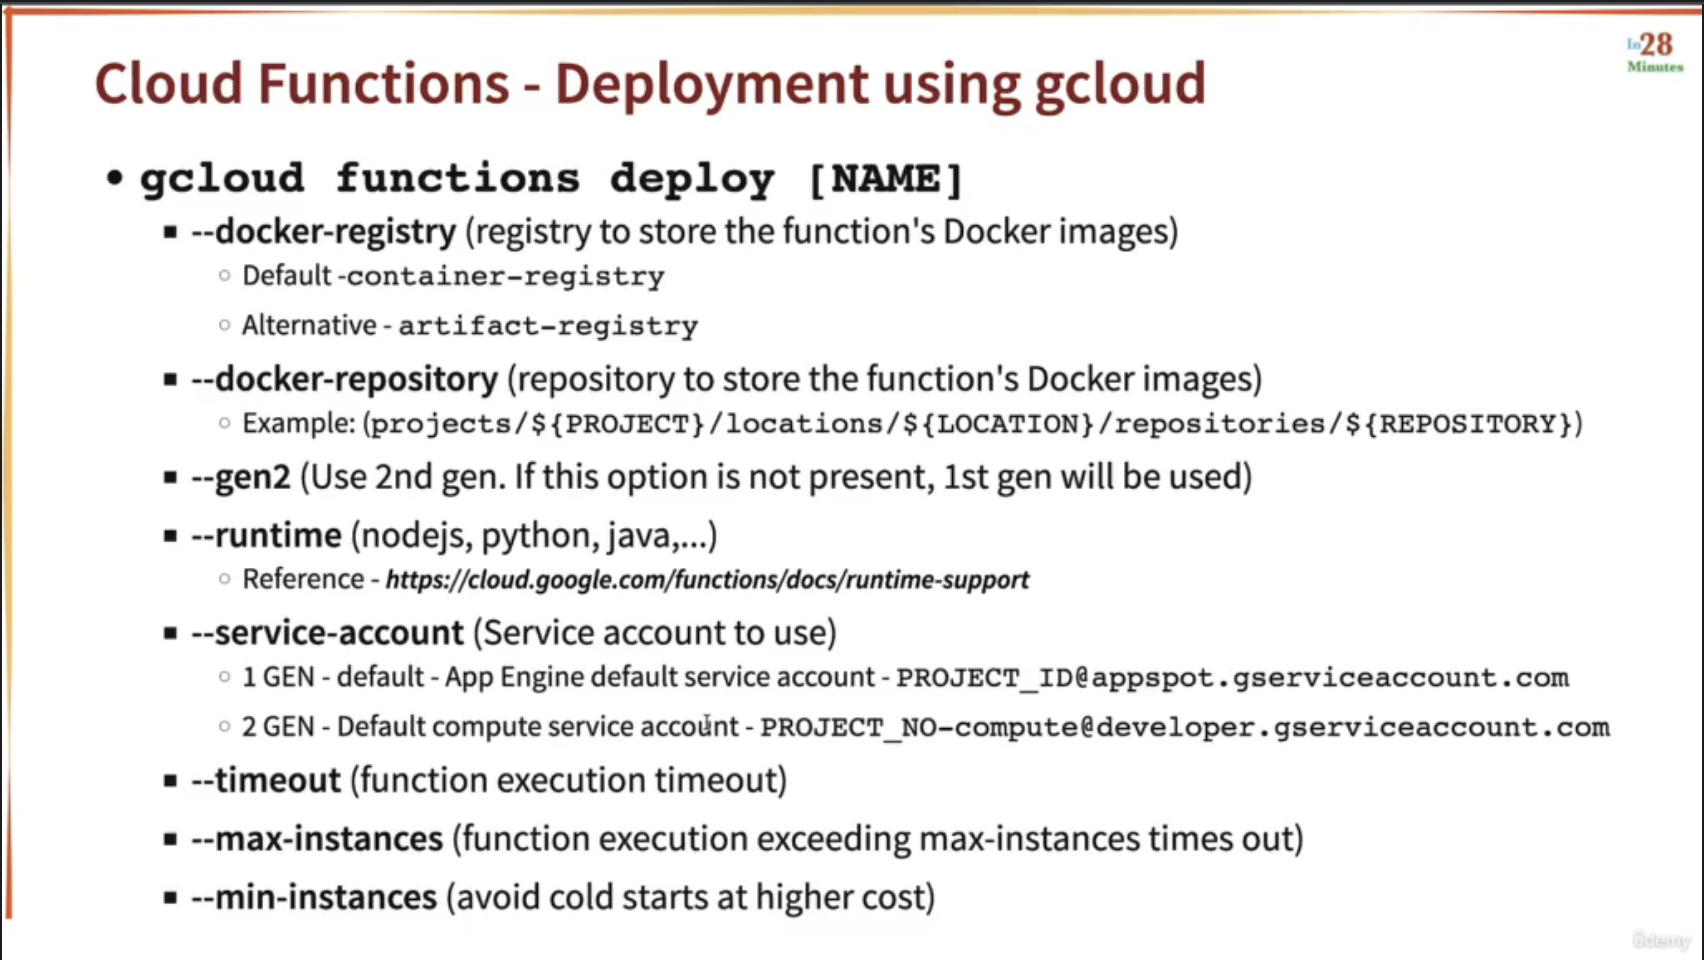 In28
Minutes
Cloud Functions - Deployment using gcloud
• gcloud functions deploy [NAME]
▪ --docker-registry (registry to store the function's Docker images)
○ Default -container-registry
○ Alternative - artifact-registry
▪ --docker-repository (repository to store the function's Docker images)
○ Example: (projects/${PROJECT}/locations/${LOCATION}/repositories/${REPOSITORY})
▪ --gen2 (Use 2nd gen. If this option is not present, 1st gen will be used)
▪ --runtime (nodejs, python, java,...)
○ Reference - https://cloud.google.com/functions/docs/runtime-support
▪ --service-account (Service account to use)
○ 1 GEN - default - App Engine default service account - PROJECT_ID@appspot.gserviceaccount.com
○ 2 GEN - Default compute service account - PROJECT_NO-compute@developer.gserviceaccount.com
▪ --timeout (function execution timeout)
▪ --max-instances (function execution exceeding max-instances times out)
▪ --min-instances (avoid cold starts at higher cost)
ûdemy